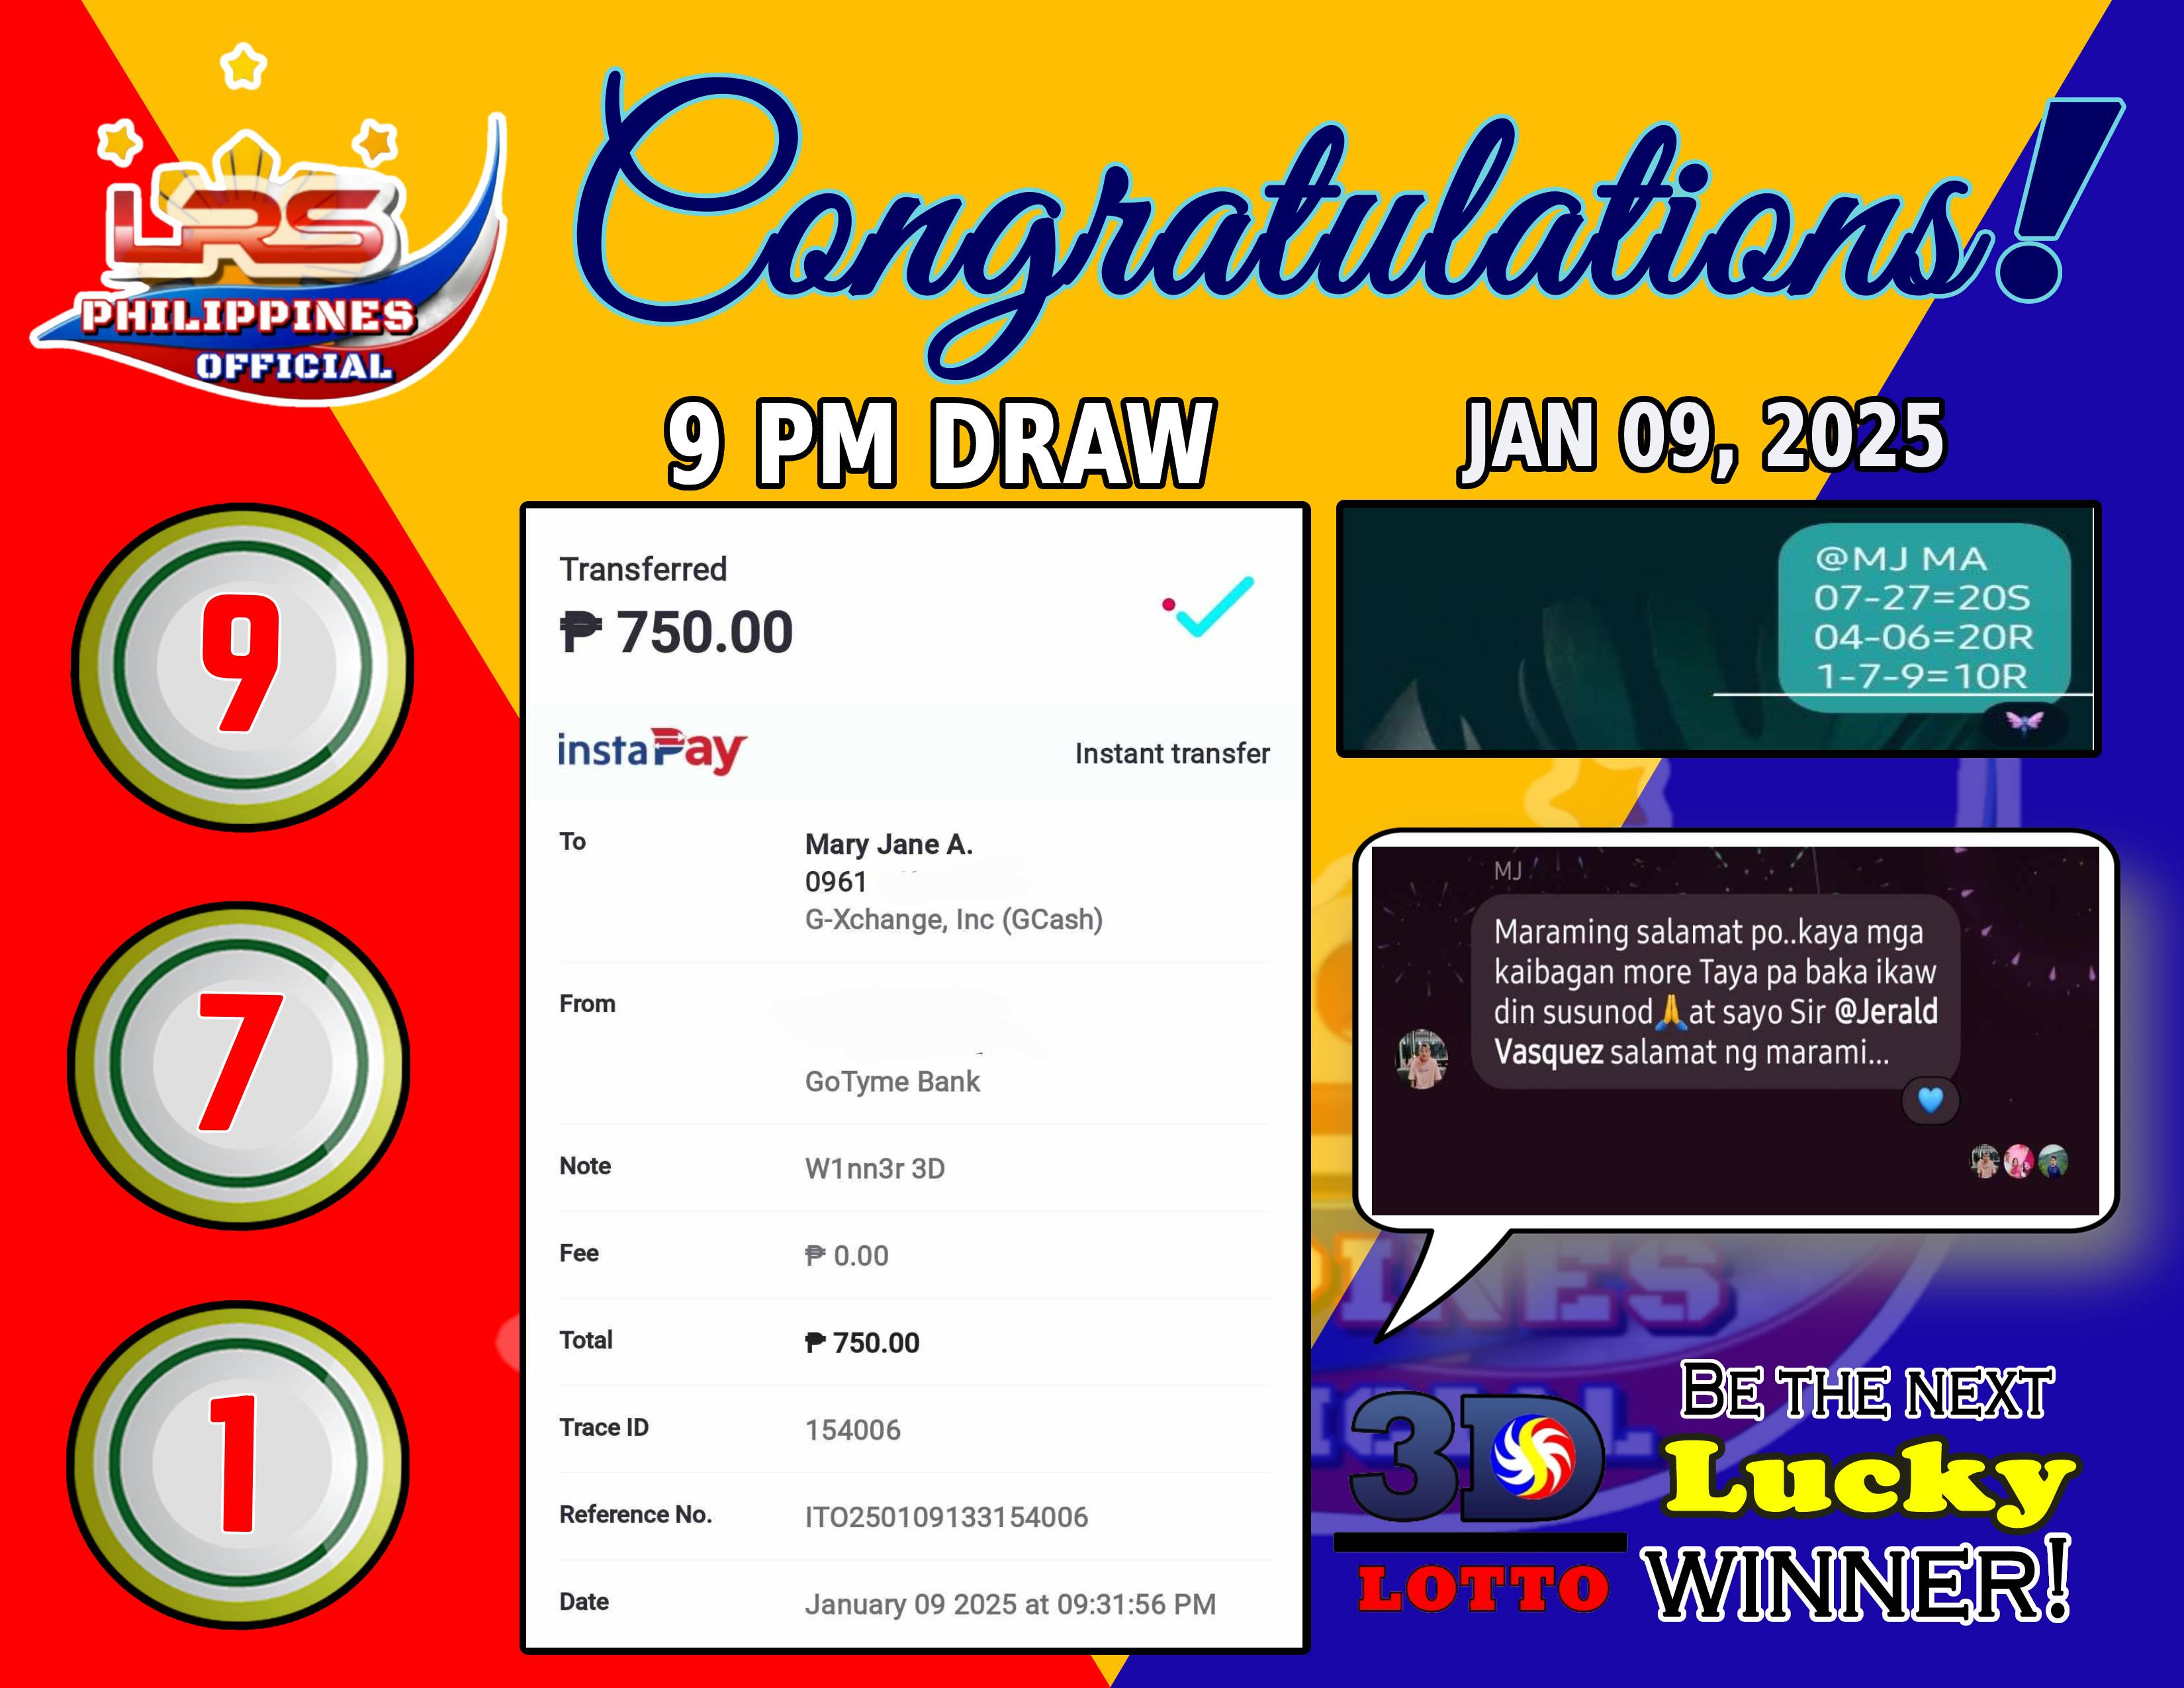 LRS
PHILIPPINES
OFFICIAL
Congratulations!
9 PM DRAW
JAN 09, 2025
9
7
1
Transferred
₱ 750.00
instaPay
Instant transfer
To
Mary Jane A.
0961
G-Xchange, Inc (GCash)
From
GoTyme Bank
Note
W1nn3r 3D
Fee
₱ 0.00
Total
₱ 750.00
Trace ID
154006
Reference No.
ITO250109133154006
Date
January 09 2025 at 09:31:56 PM
@MJ MA
07-27=20S
04-06=20R
1-7-9=10R
MJ
Maraming salamat po..kaya mga
kaibagan more Taya pa baka ikaw
din susunod🙏at sayo Sir @Jerald
Vasquez salamat ng marami...
3D
LOTTO
BE THE NEXT
Lucky
WINNER!